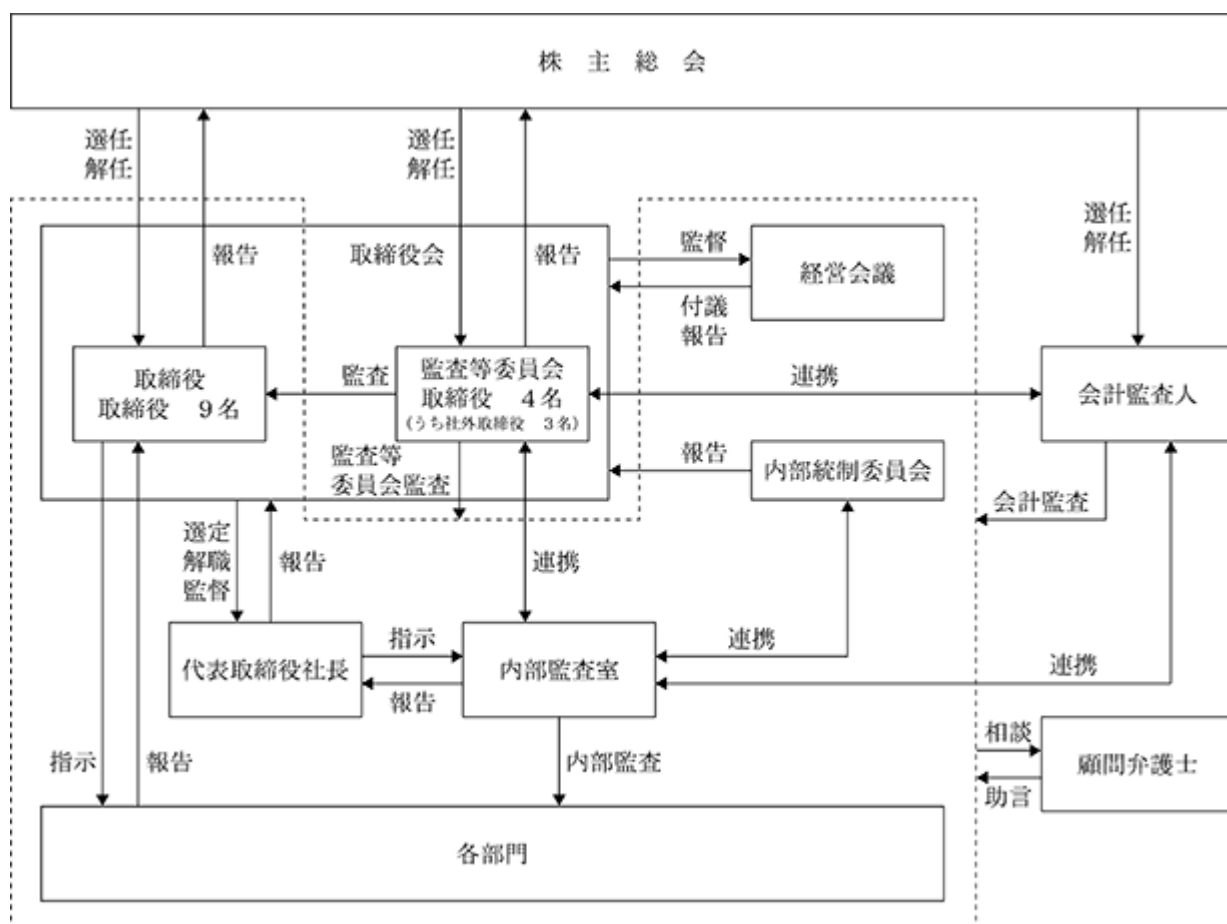 株主総会
選任
解任
報告
選任
解任
報告
選任
解任
取締役会
監督
付議
報告
経営会議
取締役
取締役 9名
監査
監査等委員会
取締役 4名
(うち社外取締役 3名)
連携
会計監査人
監査等
委員会監査
報告
内部統制委員会
会計監査
選定
解職
監督
報告
連携
代表取締役社長
指示
報告
内部監査室
連携
連携
指示
報告
内部監査
相談
助言
顧問弁護士
各部門